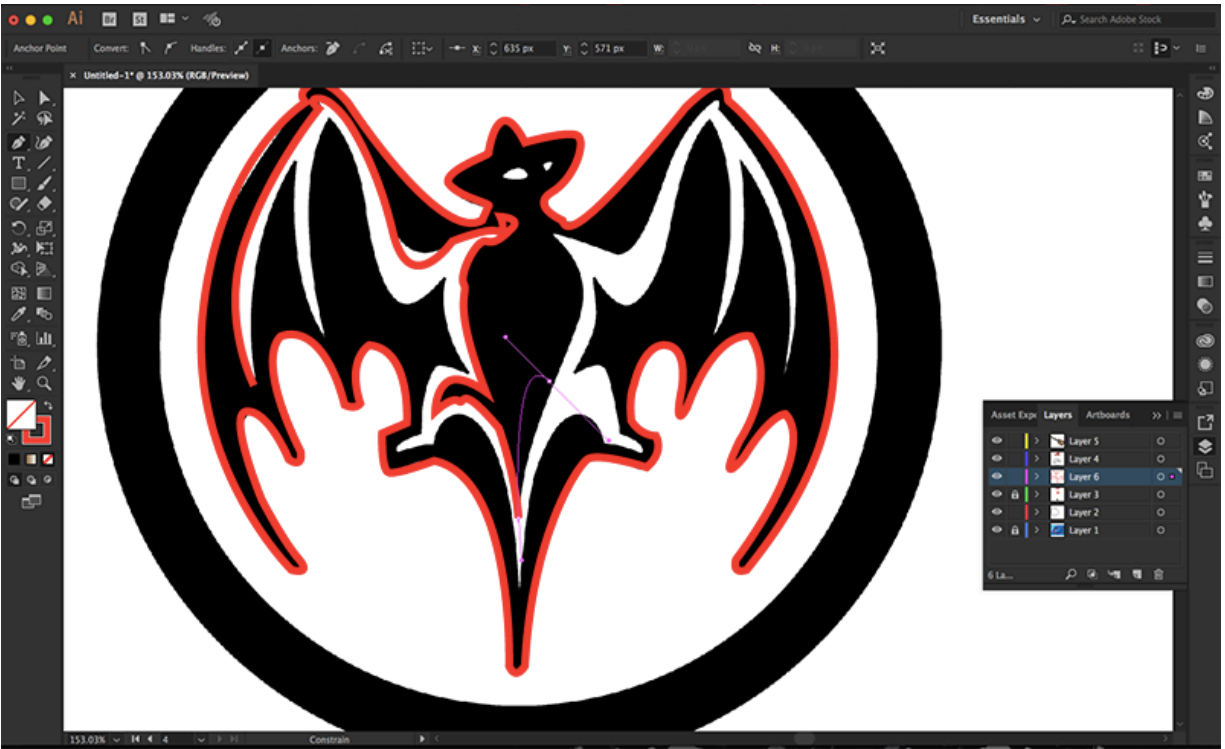 Ai Br St Essentials Search Adobe Stock
Anchor Point Convert: Handles: Anchors: X: 635 px Y: 571 px W: H:
× Untitled-1* @ 153.03% (RGB/Preview)
T
Asset Expo Layers Artboards
Layer 5
Layer 4
Layer 6
Layer 3
Layer 2
Layer 1
6 La...
153.03% 4 Constrain